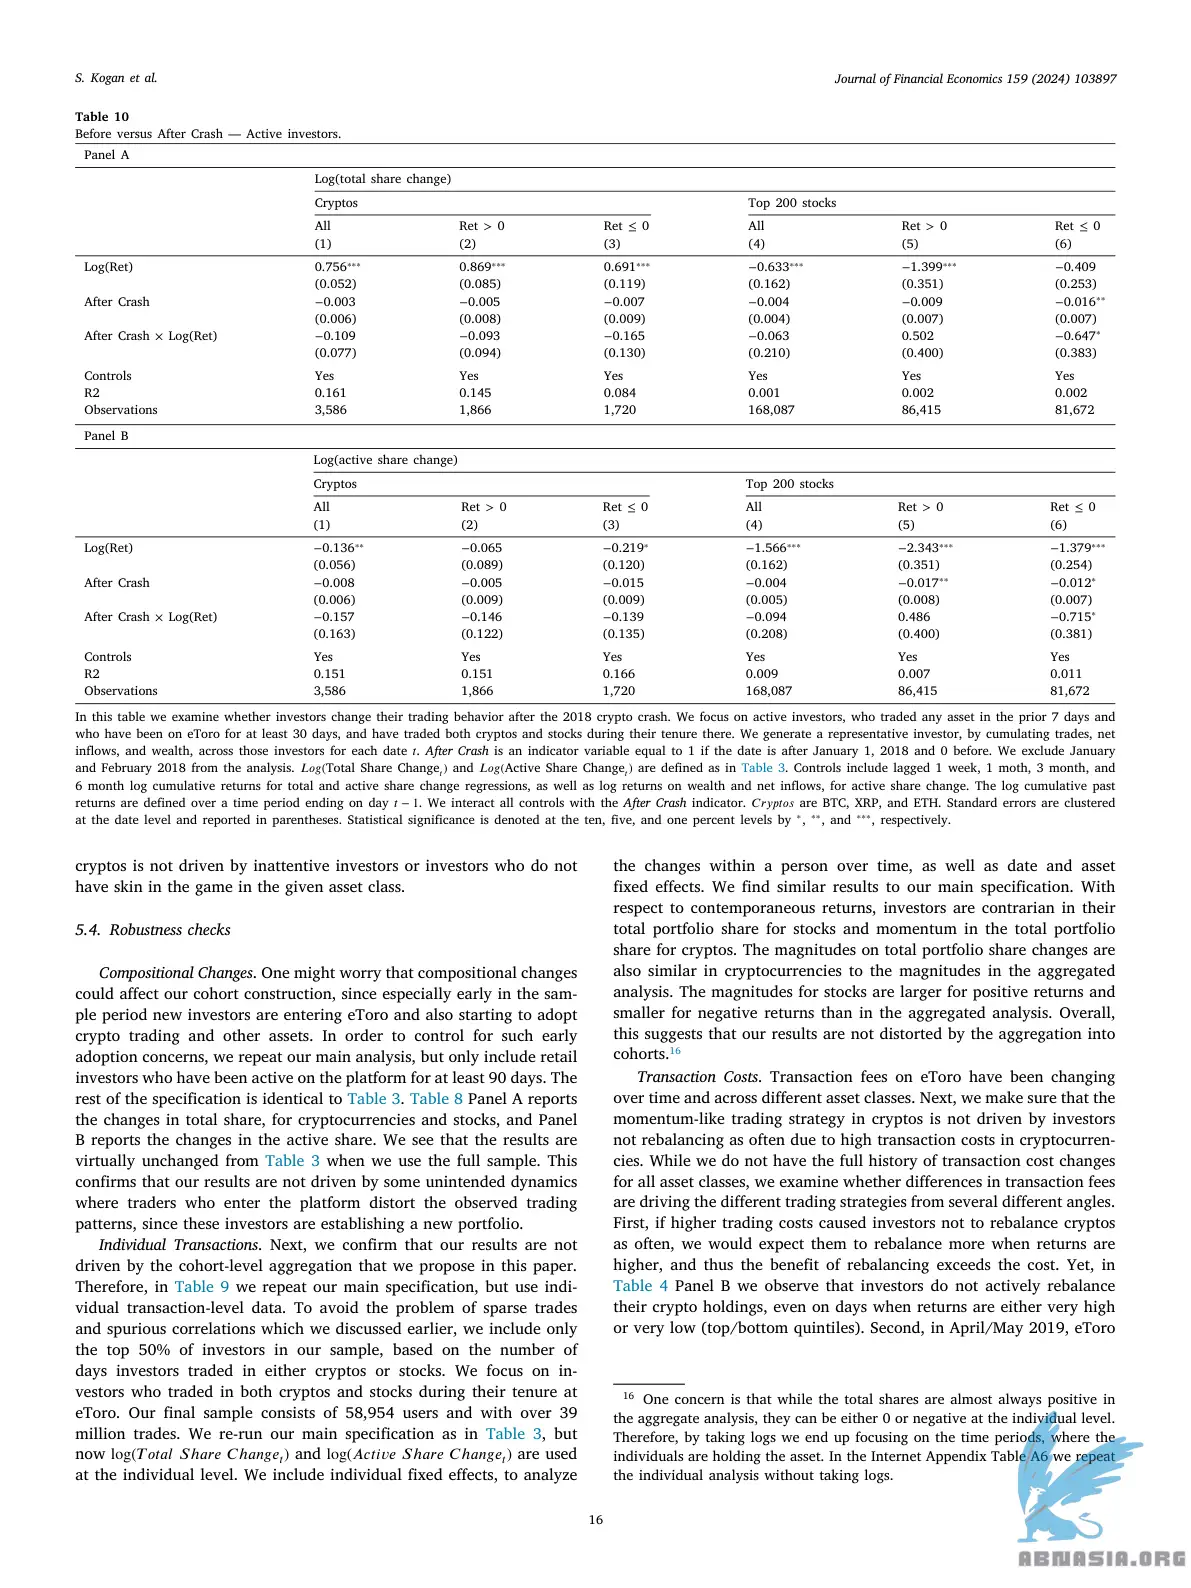 S. Kogan et al.
Journal of Financial Economics 159 (2024) 103897
Table 10
Before versus After Crash — Active investors.
Panel A
Log(total share change)
Cryptos Top 200 stocks
All Ret > 0 Ret ≤ 0 All Ret > 0 Ret ≤ 0
(1) (2) (3) (4) (5) (6)
Log(Ret) 0.756*** 0.869*** 0.691*** −0.633*** −1.399*** −0.409
(0.052) (0.085) (0.119) (0.162) (0.351) (0.253)
After Crash −0.003 −0.005 −0.007 −0.004 −0.009 −0.016**
(0.006) (0.008) (0.009) (0.004) (0.007) (0.007)
After Crash × Log(Ret) −0.109 −0.093 −0.165 −0.063 0.502 −0.647*
(0.077) (0.094) (0.130) (0.210) (0.400) (0.383)
Controls Yes Yes Yes Yes Yes Yes
R2 0.161 0.145 0.084 0.001 0.002 0.002
Observations 3,586 1,866 1,720 168,087 86,415 81,672
Panel B
Log(active share change)
Cryptos Top 200 stocks
All Ret > 0 Ret ≤ 0 All Ret > 0 Ret ≤ 0
(1) (2) (3) (4) (5) (6)
Log(Ret) −0.136** −0.065 −0.219* −1.566*** −2.343*** −1.379***
(0.056) (0.089) (0.120) (0.162) (0.351) (0.254)
After Crash −0.008 −0.005 −0.015 −0.004 −0.017** −0.012*
(0.006) (0.009) (0.009) (0.005) (0.008) (0.007)
After Crash × Log(Ret) −0.157 −0.146 −0.139 −0.094 0.486 −0.715*
(0.163) (0.122) (0.135) (0.208) (0.400) (0.381)
Controls Yes Yes Yes Yes Yes Yes
R2 0.151 0.151 0.166 0.009 0.007 0.011
Observations 3,586 1,866 1,720 168,087 86,415 81,672
In this table we examine whether investors change their trading behavior after the 2018 crypto crash. We focus on active investors, who traded any asset in the prior 7 days and
who have been on eToro for at least 30 days, and have traded both cryptos and stocks during their tenure there. We generate a representative investor, by cumulating trades, net
inflows, and wealth, across those investors for each date t. After Crash is an indicator variable equal to 1 if the date is after January 1, 2018 and 0 before. We exclude January
and February 2018 from the analysis. Log(Total Share Changeₜ) and Log(Active Share Changeₜ) are defined as in Table 3. Controls include lagged 1 week, 1 moth, 3 month, and
6 month log cumulative returns for total and active share change regressions, as well as log returns on wealth and net inflows, for active share change. The log cumulative past
returns are defined over a time period ending on day t − 1. We interact all controls with the After Crash indicator. Cryptos are BTC, XRP, and ETH. Standard errors are clustered
at the date level and reported in parentheses. Statistical significance is denoted at the ten, five, and one percent levels by *, **, and ***, respectively.
cryptos is not driven by inattentive investors or investors who do not
have skin in the game in the given asset class.
5.4. Robustness checks
Compositional Changes. One might worry that compositional changes
could affect our cohort construction, since especially early in the sam-
ple period new investors are entering eToro and also starting to adopt
crypto trading and other assets. In order to control for such early
adoption concerns, we repeat our main analysis, but only include retail
investors who have been active on the platform for at least 90 days. The
rest of the specification is identical to Table 3. Table 8 Panel A reports
the changes in total share, for cryptocurrencies and stocks, and Panel
B reports the changes in the active share. We see that the results are
virtually unchanged from Table 3 when we use the full sample. This
confirms that our results are not driven by some unintended dynamics
where traders who enter the platform distort the observed trading
patterns, since these investors are establishing a new portfolio.
Individual Transactions. Next, we confirm that our results are not
driven by the cohort-level aggregation that we propose in this paper.
Therefore, in Table 9 we repeat our main specification, but use indi-
vidual transaction-level data. To avoid the problem of sparse trades
and spurious correlations which we discussed earlier, we include only
the top 50% of investors in our sample, based on the number of
days investors traded in either cryptos or stocks. We focus on in-
vestors who traded in both cryptos and stocks during their tenure at
eToro. Our final sample consists of 58,954 users and with over 39
million trades. We re-run our main specification as in Table 3, but
now log(Total Share Changeₜ) and log(Active Share Changeₜ) are used
at the individual level. We include individual fixed effects, to analyze
the changes within a person over time, as well as date and asset
fixed effects. We find similar results to our main specification. With
respect to contemporaneous returns, investors are contrarian in their
total portfolio share for stocks and momentum in the total portfolio
share for cryptos. The magnitudes on total portfolio share changes are
also similar in cryptocurrencies to the magnitudes in the aggregated
analysis. The magnitudes for stocks are larger for positive returns and
smaller for negative returns than in the aggregated analysis. Overall,
this suggests that our results are not distorted by the aggregation into
cohorts.16
Transaction Costs. Transaction fees on eToro have been changing
over time and across different asset classes. Next, we make sure that the
momentum-like trading strategy in cryptos is not driven by investors
not rebalancing as often due to high transaction costs in cryptocurren-
cies. While we do not have the full history of transaction cost changes
for all asset classes, we examine whether differences in transaction fees
are driving the different trading strategies from several different angles.
First, if higher trading costs caused investors not to rebalance cryptos
as often, we would expect them to rebalance more when returns are
higher, and thus the benefit of rebalancing exceeds the cost. Yet, in
Table 4 Panel B we observe that investors do not actively rebalance
their crypto holdings, even on days when returns are either very high
or very low (top/bottom quintiles). Second, in April/May 2019, eToro
16 One concern is that while the total shares are almost always positive in
the aggregate analysis, they can be either 0 or negative at the individual level.
Therefore, by taking logs we end up focusing on the time periods, where the
individuals are holding the asset. In the Internet Appendix Table A6 we repeat
the individual analysis without taking logs.
16
ABNASIA.ORG